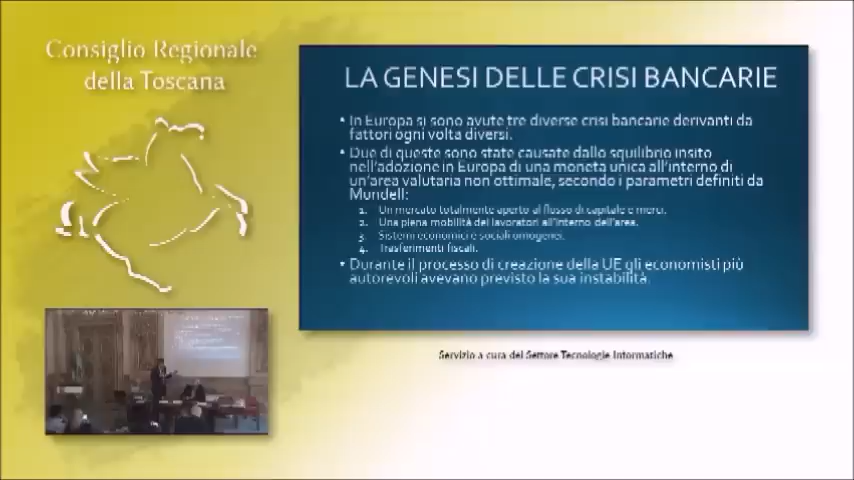 Consiglio Regionale
della Toscana
LA GENESI DELLE CRISI BANCARIE
• In Europa si sono avute tre diverse crisi bancarie derivanti da
fattori ogni volta diversi.
• Due di queste sono state causate dallo squilibrio insito
nell'adozione in Europa di una moneta unica all'interno di
un'area valutaria non ottimale, secondo i parametri definiti da
Mundell:
1. Un mercato totalmente aperto al flusso di capitale e merci.
2. Una piena mobilità dei lavoratori all'interno dell'area.
3. Sistemi economici e sociali omogenei.
4. Trasferimenti fiscali.
• Durante il processo di creazione della UE gli economisti più
autorevoli avevano previsto la sua instabilità.
Servizio a cura del Settore Tecnologie Informatiche